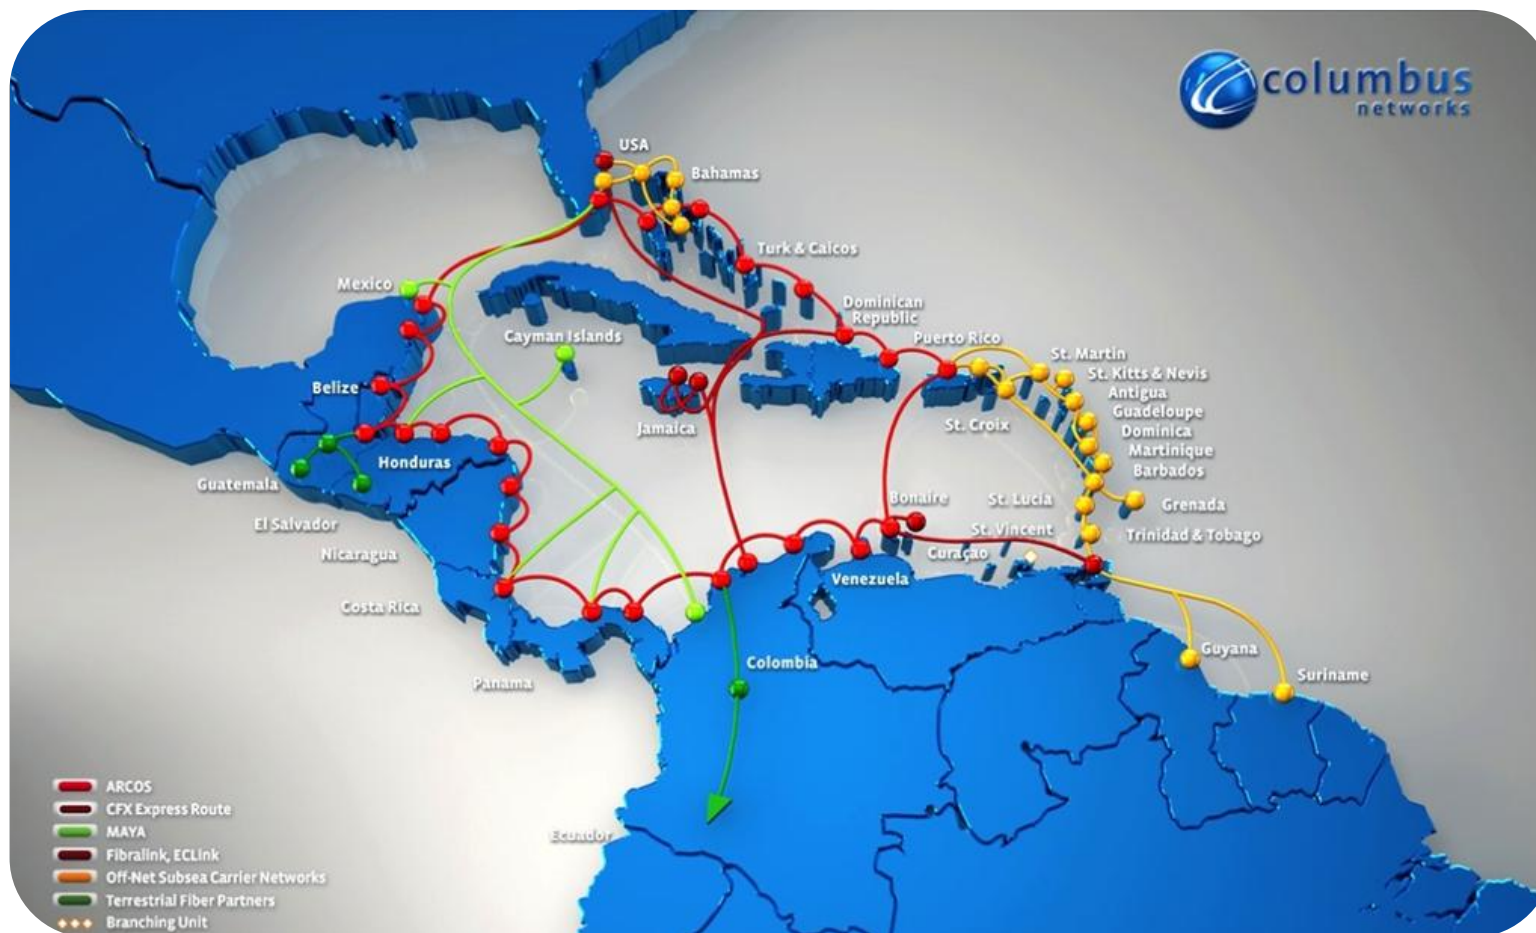 columbus
networks
USA
Bahamas
Turk & Caicos
Mexico
Dominican
Republic
Cayman Islands
Puerto Rico
St. Martin
St. Kitts & Nevis
Belize
Antigua
Guadeloupe
St. Croix
Jamaica
Dominica
Martinique
Honduras
Barbados
Guatemala
Bonaire
St. Lucia
Grenada
El Salvador
St. Vincent
Trinidad & Tobago
Nicaragua
Curaçao
Venezuela
Costa Rica
Guyana
Colombia
Suriname
Panama
Ecuador
ARCOS
CFX Express Route
MAYA
Fibralink, ECLink
Off-Net Subsea Carrier Networks
Terrestrial Fiber Partners
Branching Unit